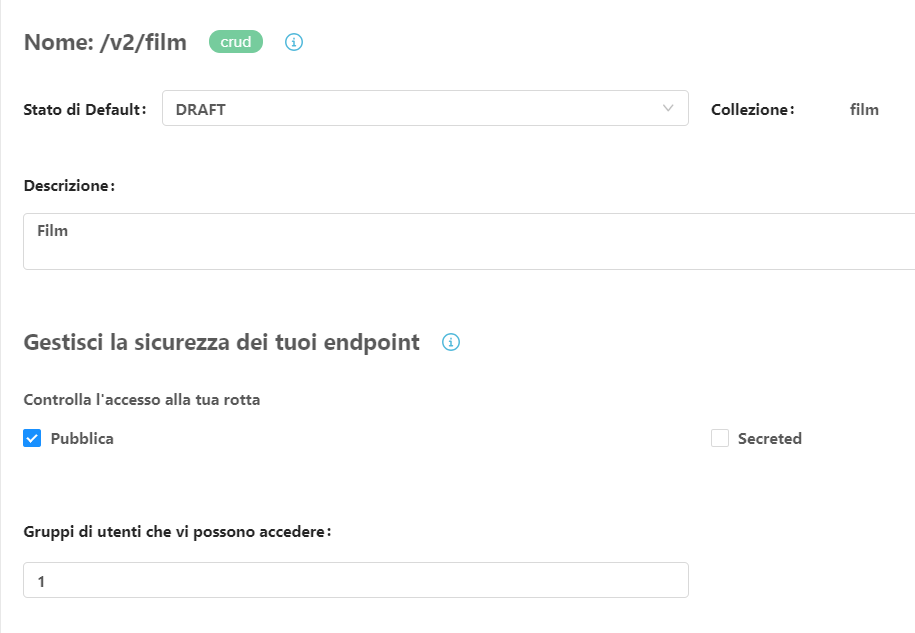 Nome: /v2/film crud
Stato di Default: DRAFT Collezione: film
Descrizione:
Film
Gestisci la sicurezza dei tuoi endpoint
Controlla l'accesso alla tua rotta
Pubblica Secreted
Gruppi di utenti che vi possono accedere:
1